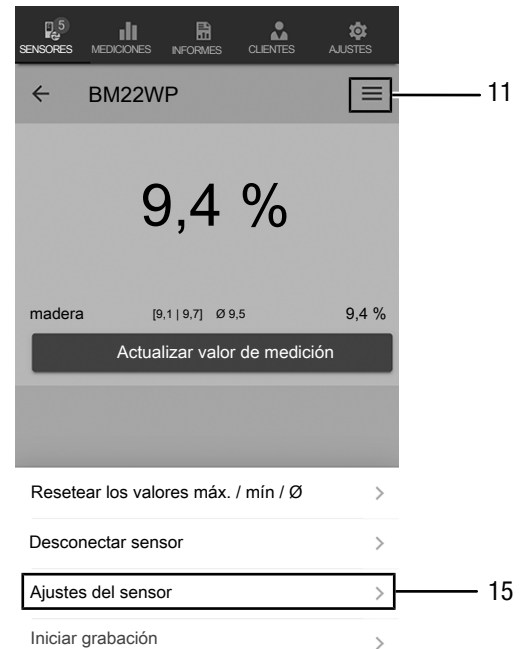 5
SENSORES MEDICIONES INFORMES CLIENTES AJUSTES
BM22WP
11
9,4 %
madera [9,1 | 9,7] Ø 9,5 9,4 %
Actualizar valor de medición
Resetear los valores máx. / mín / Ø
Desconectar sensor
Ajustes del sensor
15
Iniciar grabación